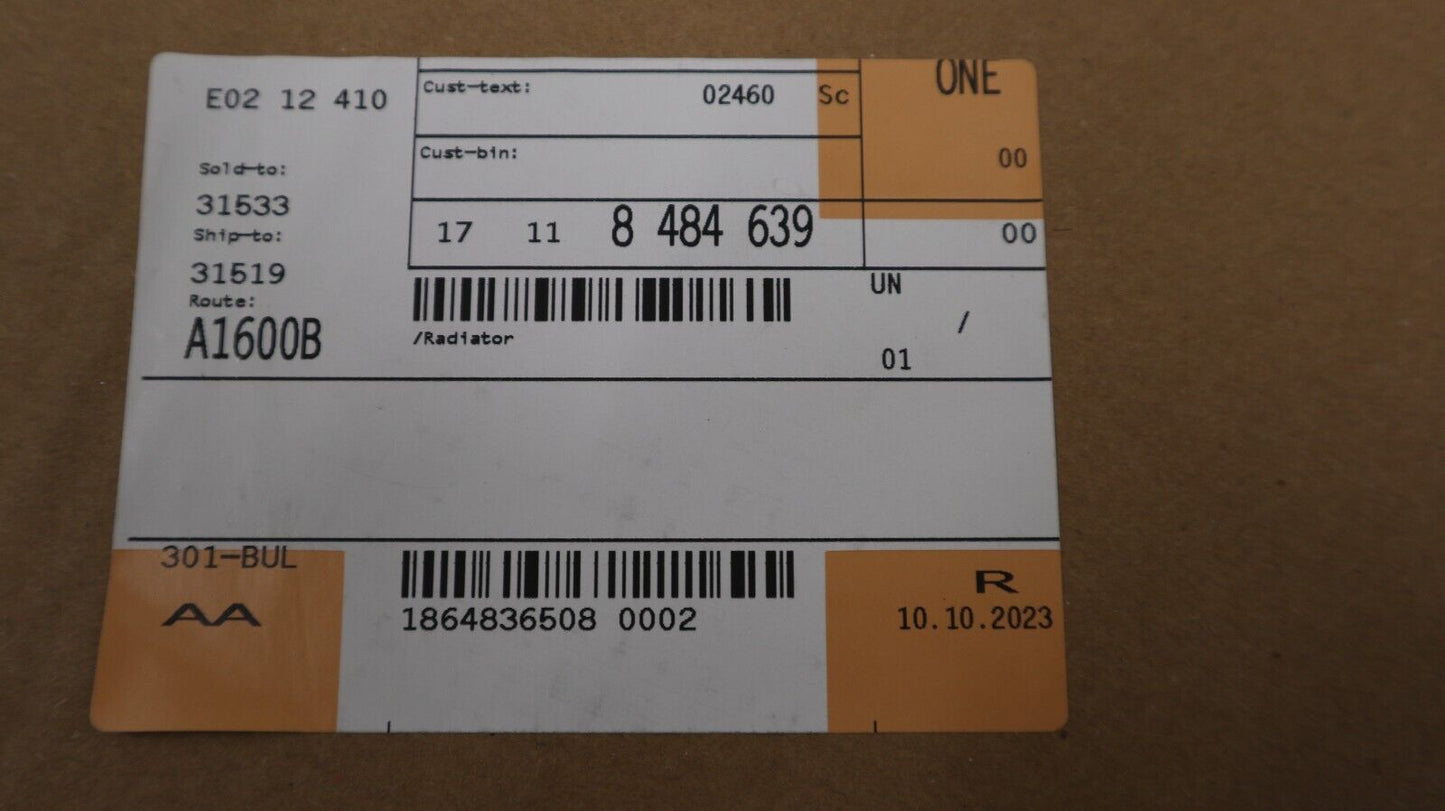 E02 12 410
Cust-text: 02460 Sc
ONE
00
Cust-bin:
Sold-to:
31533
Ship-to:
31519
Route:
A1600B
17 11 8 484 639
00
/Radiator
UN
/
01
301-BUL
AA
1864836508 0002
R
10.10.2023